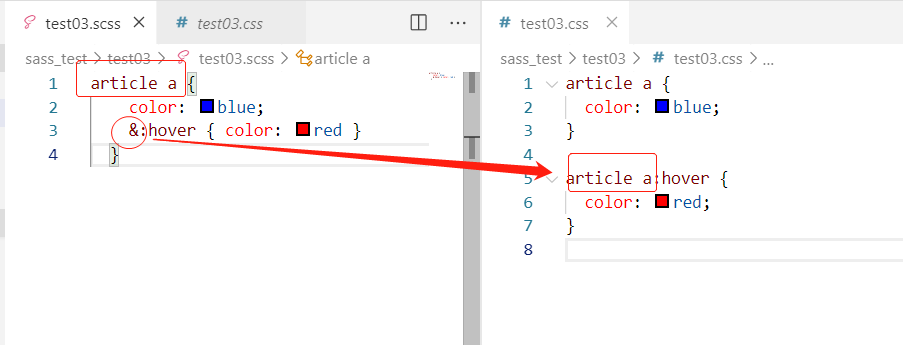 test03.scss
test03.css
sass_test > test03 > test03.scss > article a
1 article a {
2 color: blue;
3 &:hover { color: red }
4 }
test03.css
sass_test > test03 > # test03.css > ...
1 article a {
2 color: blue;
3 }
4
5 article a:hover {
6 color: red;
7 }
8